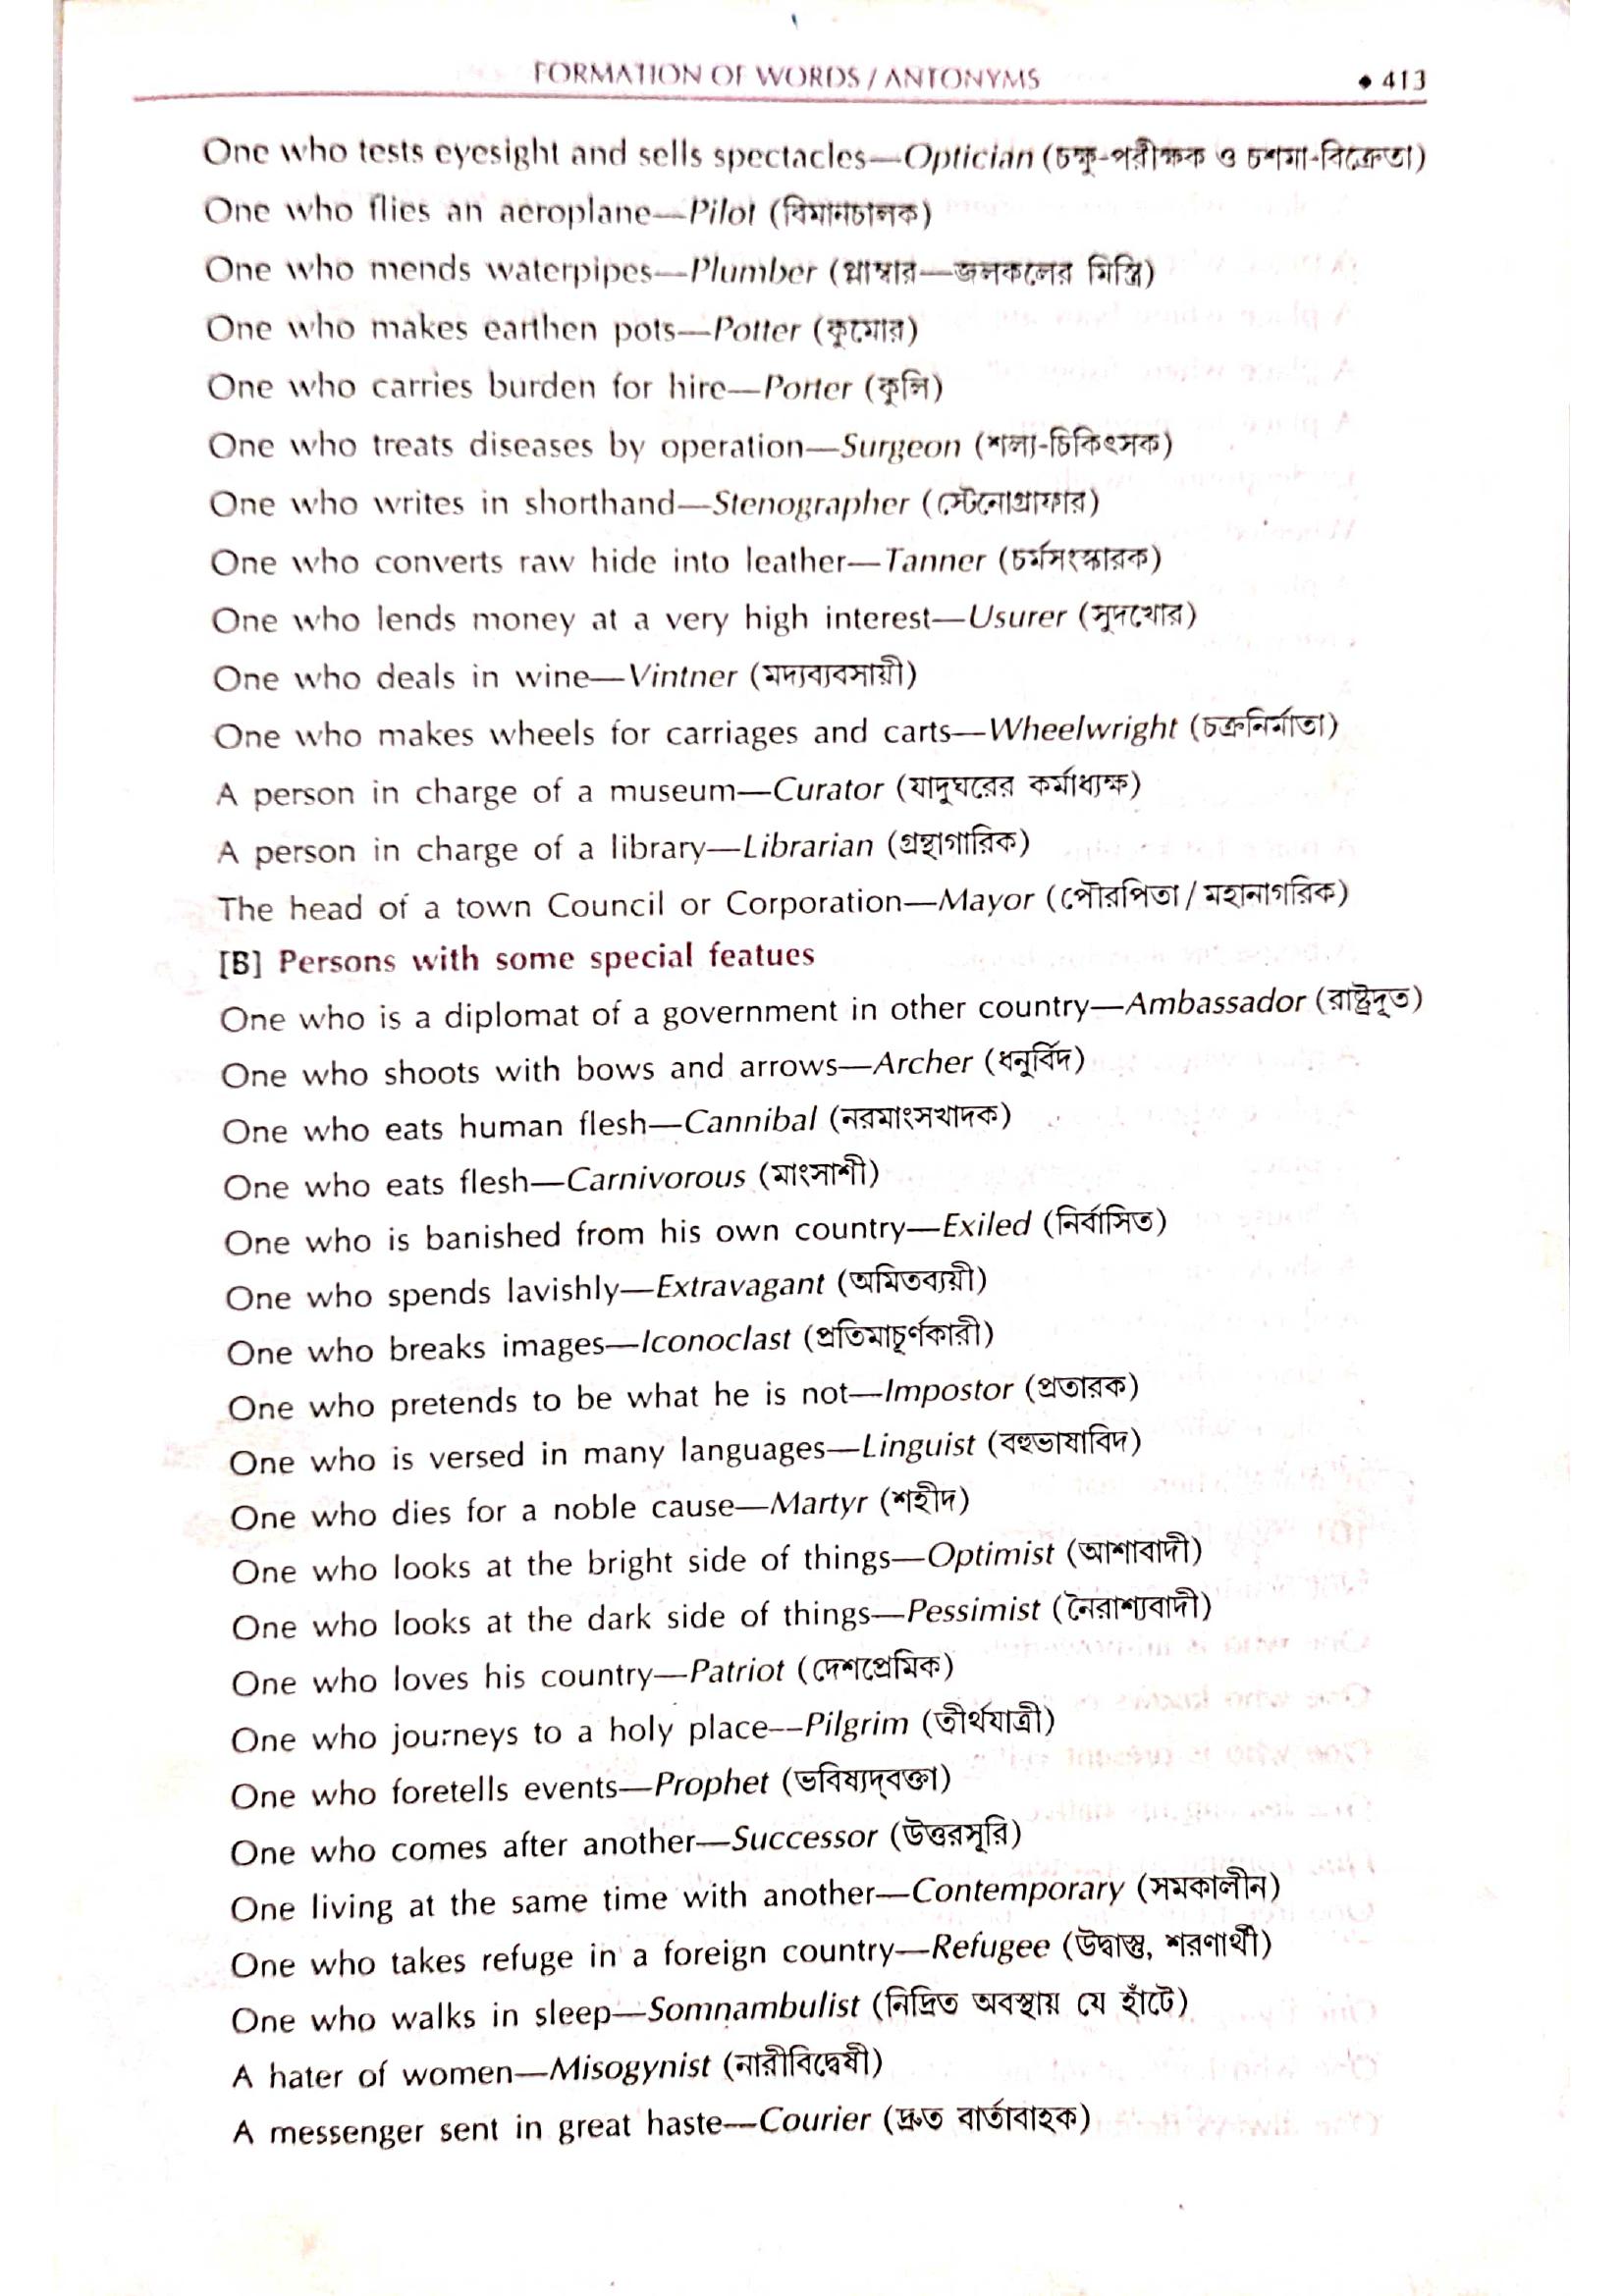 FORMATION OF WORDS / ANTONYMS ◆ 413
One who tests eyesight and sells spectacles—Optician (চক্ষু-পরীক্ষক ও চশমা-বিক্রেতা)
One who flies an aeroplane—Pilot (বিমানচালক)
One who mends waterpipes—Plumber (প্লাম্বার—জলকলের মিস্ত্রি)
One who makes earthen pots—Potter (কুমোর)
One who carries burden for hire—Porter (কুলি)
One who treats diseases by operation—Surgeon (শল্য-চিকিৎসক)
One who writes in shorthand—Stenographer (স্টেনোগ্রাফার)
One who converts raw hide into leather—Tanner (চর্মসংস্কারক)
One who lends money at a very high interest—Usurer (সুদখোর)
One who deals in wine—Vintner (মদ্যব্যবসায়ী)
One who makes wheels for carriages and carts—Wheelwright (চক্রনির্মাতা)
A person in charge of a museum—Curator (যাদুঘরের কর্মাধ্যক্ষ)
A person in charge of a library—Librarian (গ্রন্থাগারিক)
The head of a town Council or Corporation—Mayor (পৌরপিতা / মহানাগরিক)
[B] Persons with some special featues
One who is a diplomat of a government in other country—Ambassador (রাষ্ট্রদূত)
One who shoots with bows and arrows—Archer (ধনুর্বিদ)
One who eats human flesh—Cannibal (নরমাংসখাদক)
One who eats flesh—Carnivorous (মাংসাশী)
One who is banished from his own country—Exiled (নির্বাসিত)
One who spends lavishly—Extravagant (অমিতব্যয়ী)
One who breaks images—Iconoclast (প্রতিমাচূর্ণকারী)
One who pretends to be what he is not—Impostor (প্রতারক)
One who is versed in many languages—Linguist (বহুভাষাবিদ)
One who dies for a noble cause—Martyr (শহীদ)
One who looks at the bright side of things—Optimist (আশাবাদী)
One who looks at the dark side of things—Pessimist (নৈরাশ্যবাদী)
One who loves his country—Patriot (দেশপ্রেমিক)
One who journeys to a holy place—Pilgrim (তীর্থযাত্রী)
One who foretells events—Prophet (ভবিষ্যদ্‌বক্তা)
One who comes after another—Successor (উত্তরসূরি)
One living at the same time with another—Contemporary (সমকালীন)
One who takes refuge in a foreign country—Refugee (উদ্বাস্তু, শরণার্থী)
One who walks in sleep—Somnambulist (নিদ্রিত অবস্থায় যে হাঁটে)
A hater of women—Misogynist (নারীবিদ্বেষী)
A messenger sent in great haste—Courier (দ্রুত বার্তাবাহক)